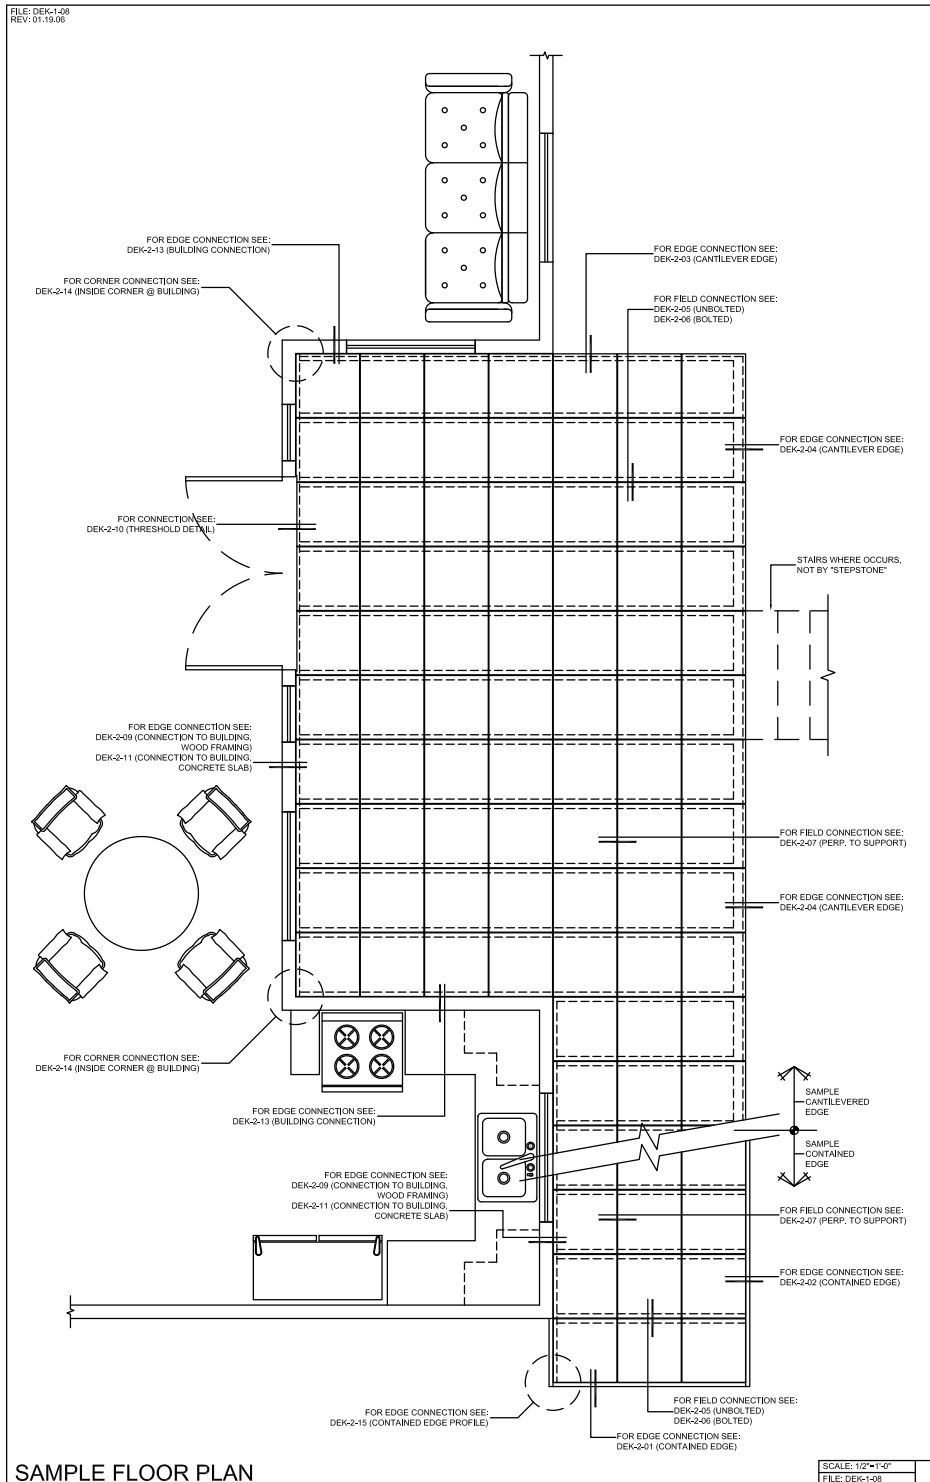 FILE: DEK-1-08
REV: 01.19.06
FOR EDGE CONNECTION SEE:
DEK-2-13 (BUILDING CONNECTION)
FOR CORNER CONNECTION SEE:
DEK-2-14 (INSIDE CORNER @ BUILDING)
FOR EDGE CONNECTION SEE:
DEK-2-03 (CANTILEVER EDGE)
FOR FIELD CONNECTION SEE:
DEK-2-05 (UNBOLTED)
DEK-2-06 (BOLTED)
FOR EDGE CONNECTION SEE:
DEK-2-04 (CANTILEVER EDGE)
FOR CONNECTION SEE:
DEK-2-10 (THRESHOLD DETAIL)
STAIRS WHERE OCCURS,
NOT BY "STEPSTONE"
FOR EDGE CONNECTION SEE:
DEK-2-09 (CONNECTION TO BUILDING,
WOOD FRAMING)
DEK-2-11 (CONNECTION TO BUILDING,
CONCRETE SLAB)
FOR FIELD CONNECTION SEE:
DEK-2-07 (PERP. TO SUPPORT)
FOR EDGE CONNECTION SEE:
DEK-2-04 (CANTILEVER EDGE)
FOR CORNER CONNECTION SEE:
DEK-2-14 (INSIDE CORNER @ BUILDING)
SAMPLE
CANTILEVERED
EDGE
SAMPLE
CONTAINED
EDGE
FOR EDGE CONNECTION SEE:
DEK-2-13 (BUILDING CONNECTION)
FOR EDGE CONNECTION SEE:
DEK-2-09 (CONNECTION TO BUILDING,
WOOD FRAMING)
DEK-2-11 (CONNECTION TO BUILDING,
CONCRETE SLAB)
FOR FIELD CONNECTION SEE:
DEK-2-07 (PERP. TO SUPPORT)
FOR EDGE CONNECTION SEE:
DEK-2-02 (CONTAINED EDGE)
FOR EDGE CONNECTION SEE:
DEK-2-15 (CONTAINED EDGE PROFILE)
FOR FIELD CONNECTION SEE:
DEK-2-05 (UNBOLTED)
DEK-2-06 (BOLTED)
FOR EDGE CONNECTION SEE:
DEK-2-01 (CONTAINED EDGE)
SAMPLE FLOOR PLAN
SCALE: 1/2"=1'-0"
FILE: DEK-1-08